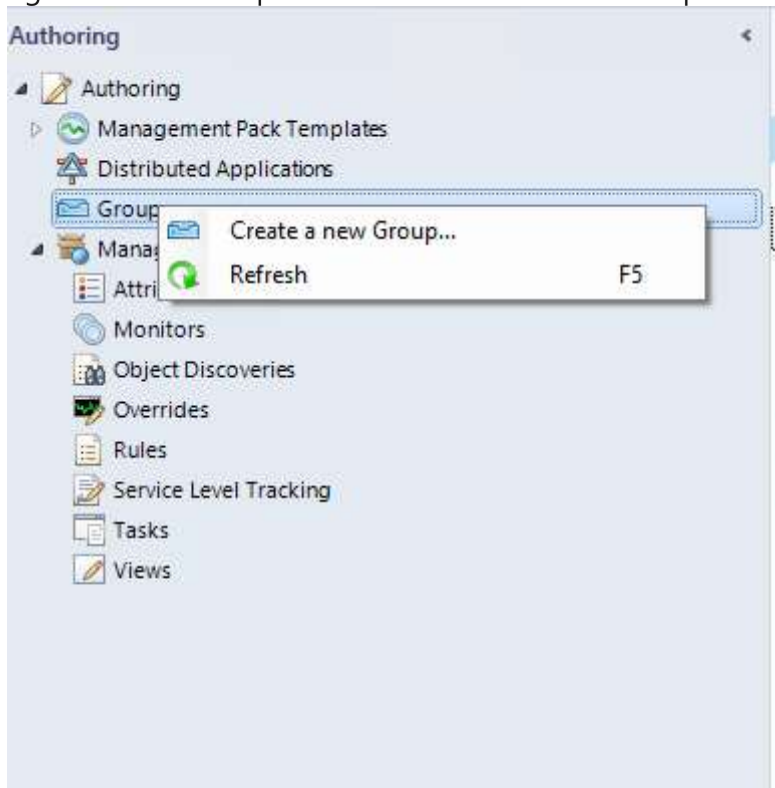 Authoring
Authoring
Management Pack Templates
Distributed Applications
Group
Create a new Group...
Refresh F5
Monitors
Object Discoveries
Overrides
Rules
Service Level Tracking
Tasks
Views